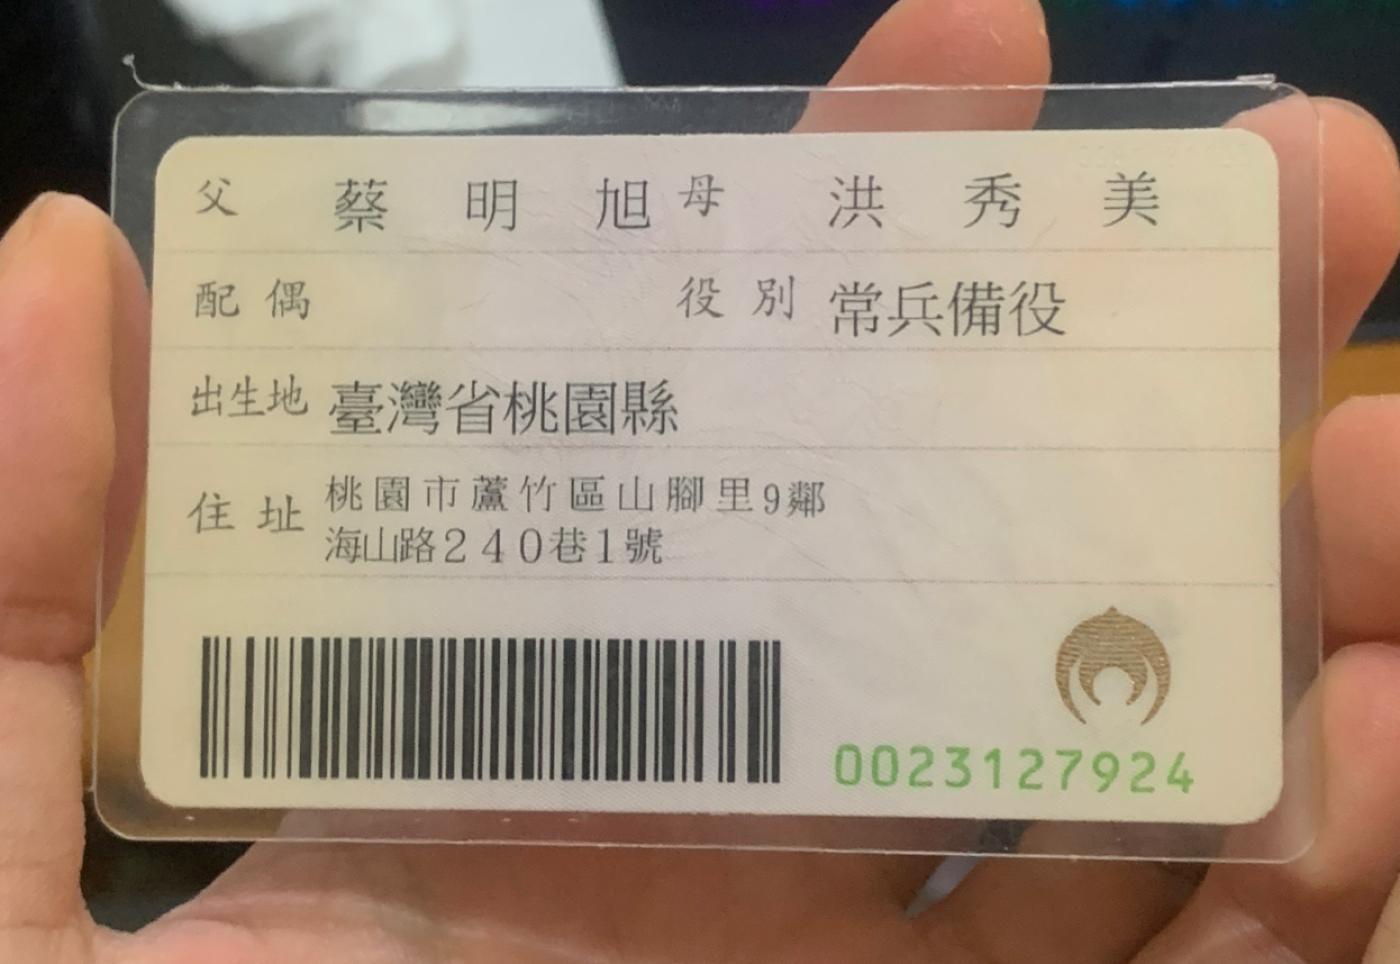 父 蔡明旭 母 洪秀美
配偶 役別 常兵備役
出生地 臺灣省桃園縣
住址 桃園市蘆竹區山腳里9鄰
海山路240巷1號
0023127924